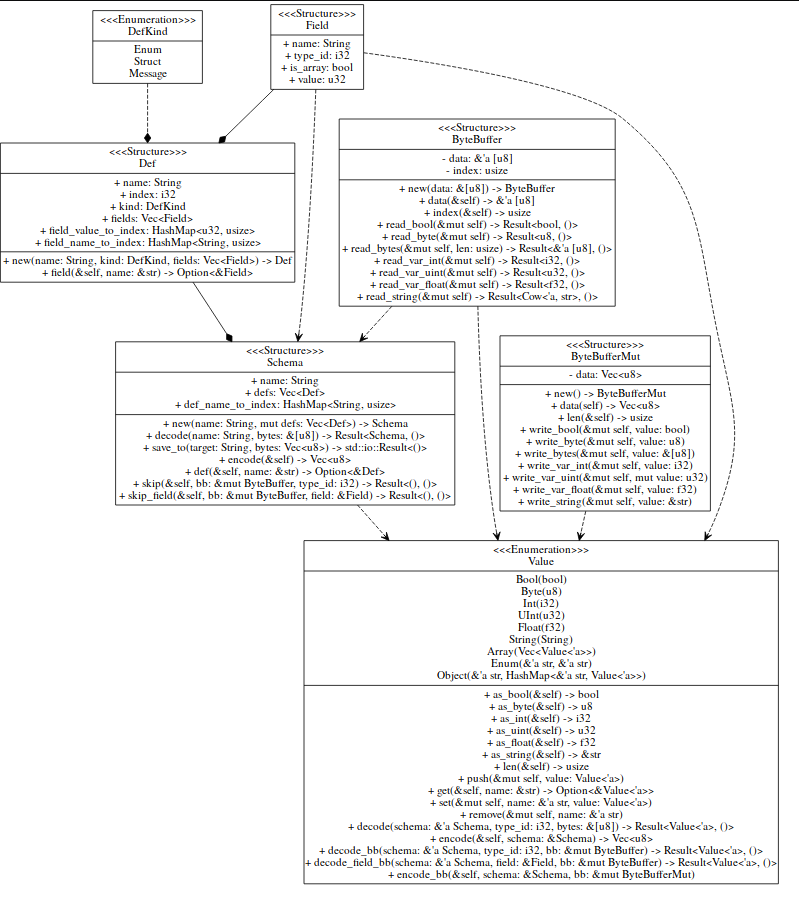 <<<Enumeration>>>
DefKind
Enum
Struct
Message
<<<Structure>>>
Field
+ name: String
+ type_id: i32
+ is_array: bool
+ value: u32
<<<Structure>>>
Def
+ name: String
+ index: i32
+ kind: DefKind
+ fields: Vec<Field>
+ field_value_to_index: HashMap<u32, usize>
+ field_name_to_index: HashMap<String, usize>
+ new(name: String, kind: DefKind, fields: Vec<Field>) -> Def
+ field(&self, name: &str) -> Option<&Field>
<<<Structure>>>
ByteBuffer
- data: &'a [u8]
- index: usize
+ new(data: &[u8]) -> ByteBuffer
+ data(&self) -> &'a [u8]
+ index(&self) -> usize
+ read_bool(&mut self) -> Result<bool, ()>
+ read_byte(&mut self) -> Result<u8, ()>
+ read_bytes(&mut self, len: usize) -> Result<&'a [u8], ()>
+ read_var_int(&mut self) -> Result<i32, ()>
+ read_var_uint(&mut self) -> Result<u32, ()>
+ read_var_float(&mut self) -> Result<f32, ()>
+ read_string(&mut self) -> Result<Cow<'a, str>, ()>
<<<Structure>>>
Schema
+ name: String
+ defs: Vec<Def>
+ def_name_to_index: HashMap<String, usize>
+ new(name: String, mut defs: Vec<Def>) -> Schema
+ decode(name: String, bytes: &[u8]) -> Result<Schema, ()>
+ save_to(target: String, bytes: Vec<u8>) -> std::io::Result<()>
+ encode(&self) -> Vec<u8>
+ def(&self, name: &str) -> Option<&Def>
+ skip(&self, bb: &mut ByteBuffer, type_id: i32) -> Result<(), ()>
+ skip_field(&self, bb: &mut ByteBuffer, field: &Field) -> Result<(), ()>
<<<Structure>>>
ByteBufferMut
- data: Vec<u8>
+ new() -> ByteBufferMut
+ data(self) -> Vec<u8>
+ len(&self) -> usize
+ write_bool(&mut self, value: bool)
+ write_byte(&mut self, value: u8)
+ write_bytes(&mut self, value: &[u8])
+ write_var_int(&mut self, value: i32)
+ write_var_uint(&mut self, mut value: u32)
+ write_var_float(&mut self, value: f32)
+ write_string(&mut self, value: &str)
<<<Enumeration>>>
Value
Bool(bool)
Byte(u8)
Int(i32)
UInt(u32)
Float(f32)
String(String)
Array(Vec<Value<'a>>)
Enum(&'a str, &'a str)
Object(&'a str, HashMap<&'a str, Value<'a>>)
+ as_bool(&self) -> bool
+ as_byte(&self) -> u8
+ as_int(&self) -> i32
+ as_uint(&self) -> u32
+ as_float(&self) -> f32
+ as_string(&self) -> &str
+ len(&self) -> usize
+ push(&mut self, value: Value<'a>)
+ get(&self, name: &str) -> Option<&Value<'a>>
+ set(&mut self, name: &'a str, value: Value<'a>)
+ remove(&mut self, name: &'a str)
+ decode(schema: &'a Schema, type_id: i32, bytes: &[u8]) -> Result<Value<'a>, ()>
+ encode(&self, schema: &Schema) -> Vec<u8>
+ decode_bb(schema: &'a Schema, type_id: i32, bb: &mut ByteBuffer) -> Result<Value<'a>, ()>
+ decode_field_bb(schema: &'a Schema, field: &Field, bb: &mut ByteBuffer) -> Result<Value<'a>, ()>
+ encode_bb(&self, schema: &Schema, bb: &mut ByteBufferMut)